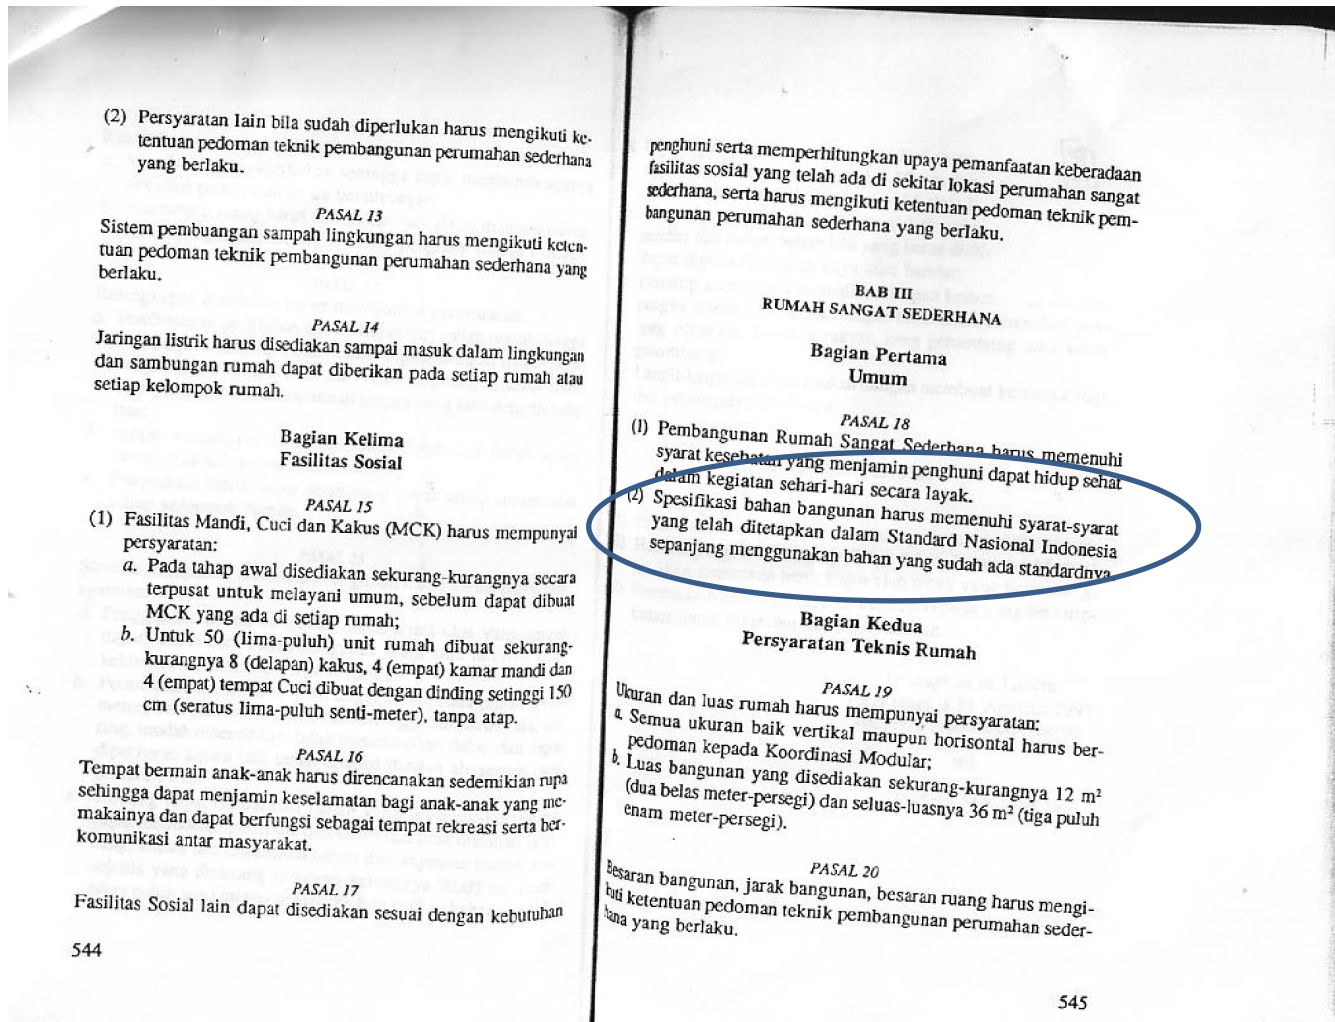 (2) Persyaratan lain bila sudah diperlukan harus mengikuti ke-
tentuan pedoman teknik pembangunan perumahan sederhana
yang berlaku.
PASAL 13
Sistem pembuangan sampah lingkungan harus mengikuti keten-
tuan pedoman teknik pembangunan perumahan sederhana yang
berlaku.
PASAL 14
Jaringan listrik harus disediakan sampai masuk dalam lingkungan
dan sambungan rumah dapat diberikan pada setiap rumah atau
setiap kelompok rumah.
Bagian Kelima
Fasilitas Sosial
PASAL 15
(1) Fasilitas Mandi, Cuci dan Kakus (MCK) harus mempunyai
persyaratan:
a. Pada tahap awal disediakan sekurang-kurangnya secara
terpusat untuk melayani umum, sebelum dapat dibuat
MCK yang ada di setiap rumah;
b. Untuk 50 (lima-puluh) unit rumah dibuat sekurang-
kurangnya 8 (delapan) kakus, 4 (empat) kamar mandi dan
4 (empat) tempat Cuci dibuat dengan dinding setinggi 150
cm (seratus lima-puluh senti-meter), tanpa atap.
PASAL 16
Tempat bermain anak-anak harus direncanakan sedemikian rupa
sehingga dapat menjamin keselamatan bagi anak-anak yang me-
makainya dan dapat berfungsi sebagai tempat rekreasi serta ber-
komunikasi antar masyarakat.
PASAL 17
Fasilitas Sosial lain dapat disediakan sesuai dengan kebutuhan
544
penghuni serta memperhitungkan upaya pemanfaatan keberadaan
fasilitas sosial yang telah ada di sekitar lokasi perumahan sangat
sederhana, serta harus mengikuti ketentuan pedoman teknik pem-
bangunan perumahan sederhana yang berlaku.
BAB III
RUMAH SANGAT SEDERHANA
Bagian Pertama
Umum
PASAL 18
(1) Pembangunan Rumah Sangat Sederhana harus memenuhi
syarat kesehatan yang menjamin penghuni dapat hidup sehat
dalam kegiatan sehari-hari secara layak.
(2) Spesifikasi bahan bangunan harus memenuhi syarat-syarat
yang telah ditetapkan dalam Standard Nasional Indonesia
sepanjang menggunakan bahan yang sudah ada standardnya.
Bagian Kedua
Persyaratan Teknis Rumah
PASAL 19
Ukuran dan luas rumah harus mempunyai persyaratan:
a. Semua ukuran baik vertikal maupun horisontal harus ber-
pedoman kepada Koordinasi Modular;
b. Luas bangunan yang disediakan sekurang-kurangnya 12 m²
(dua belas meter-persegi) dan seluas-luasnya 36 m² (tiga puluh
enam meter-persegi).
PASAL 20
Besaran bangunan, jarak bangunan, besaran ruang harus mengi-
kuti ketentuan pedoman teknik pembangunan perumahan seder-
hana yang berlaku.
545